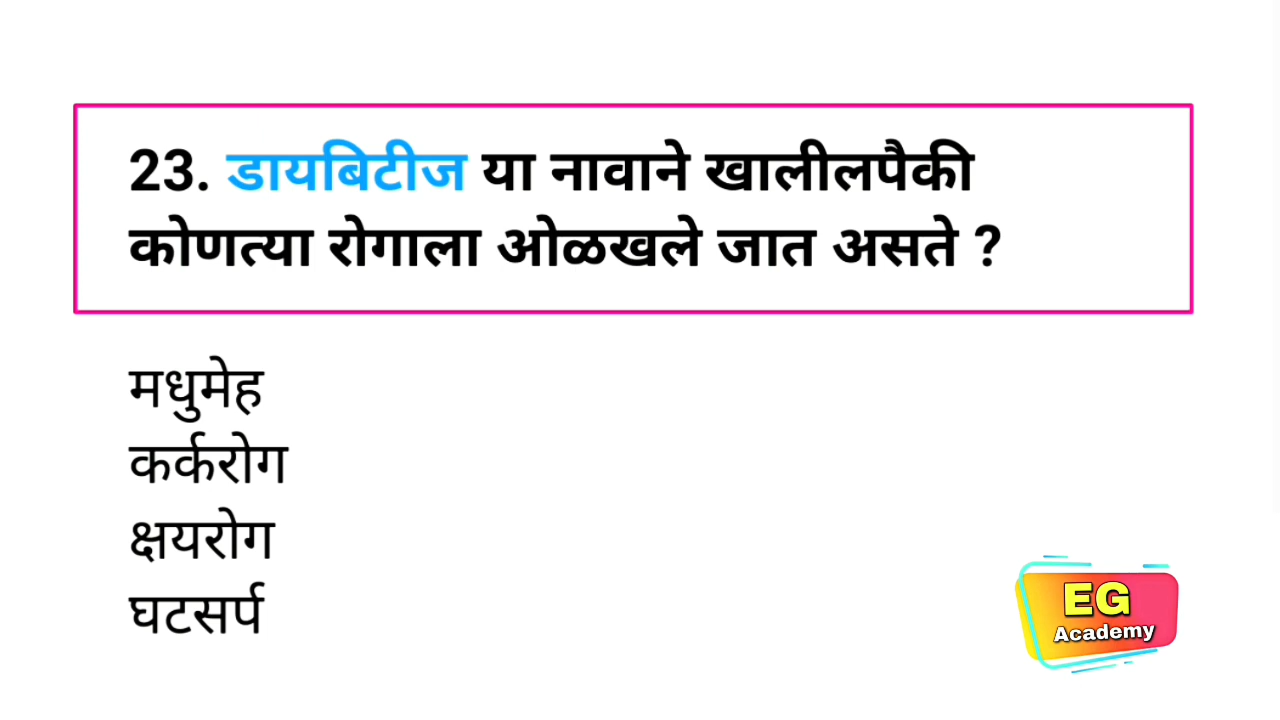 23. डायबिटीज या नावाने खालीलपैकी
कोणत्या रोगाला ओळखले जात असते ?
मधुमेह
कर्करोग
क्षयरोग
घटसर्प
EG
Academy